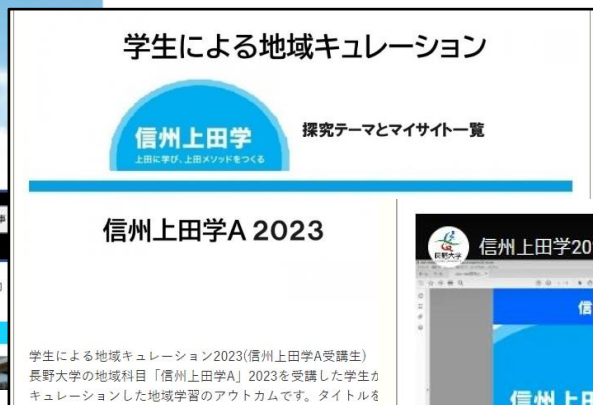 学生による地域キュレーション
信州上田学
上田に学び、上田メソッドをつくる
探究テーマとマイサイト一覧
信州上田学A 2023
長野大学
信州上田学20
信
信州上田
学生による地域キュレーション2023(信州上田学A受講生)
長野大学の地域科目「信州上田学A」2023を受講した学生が
キュレーションした地域学習のアウトカムです。タイトルを